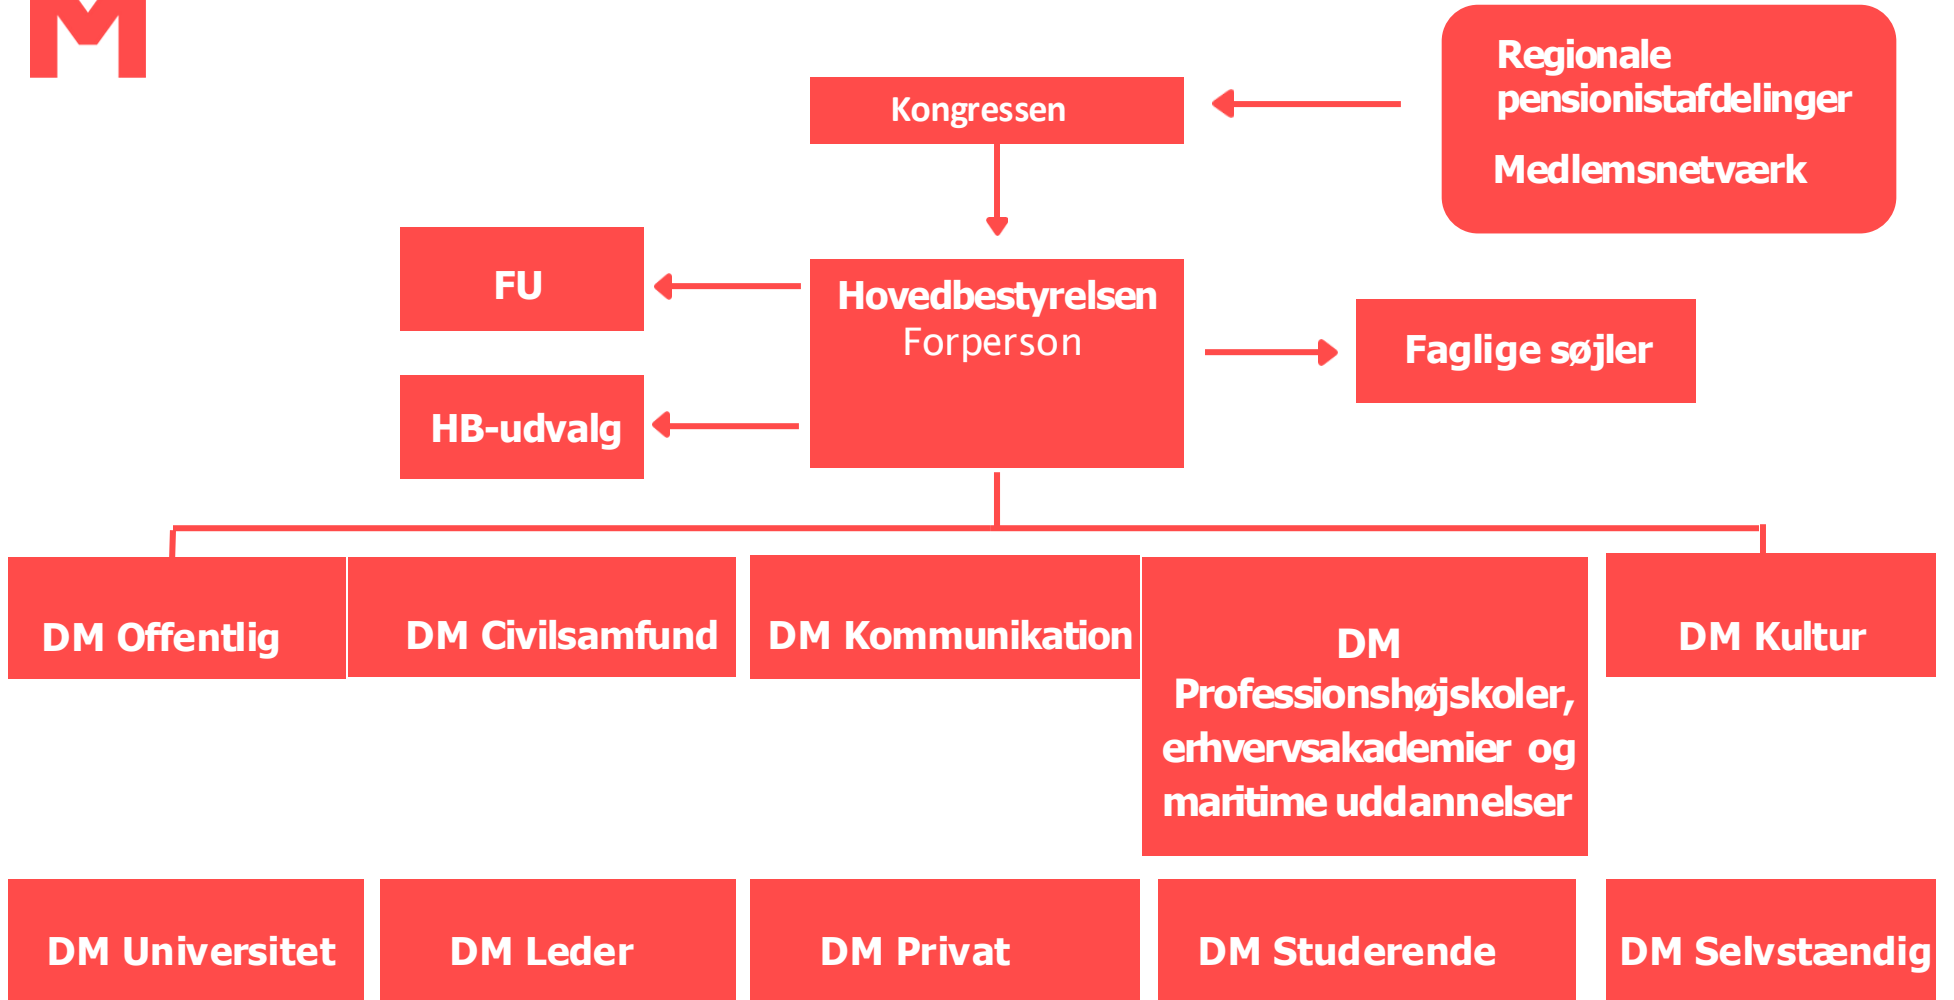 M
Regionale
pensionistafdelinger
Medlemsnetværk
Kongressen
FU
Hovedbestyrelsen
Forperson
Faglige søjler
HB-udvalg
DM Offentlig
DM Civilsamfund
DM Kommunikation
DM
Professionshøjskoler,
erhvervsakademier og
maritime uddannelser
DM Kultur
DM Universitet
DM Leder
DM Privat
DM Studerende
DM Selvstændig